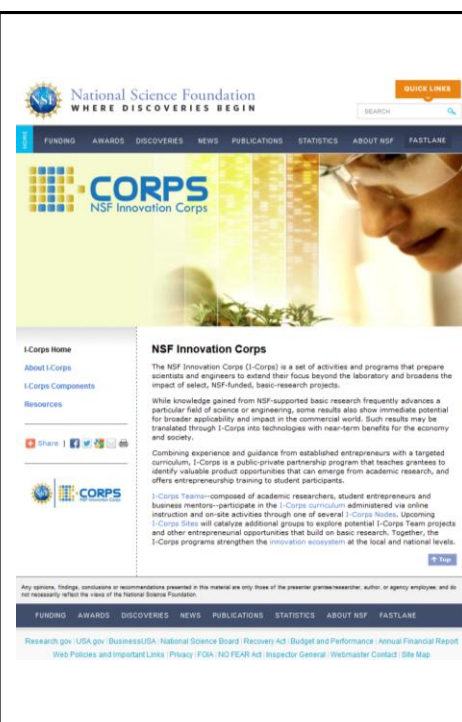 NSF
National Science Foundation
WHERE DISCOVERIES BEGIN
QUICK LINKS
SEARCH
HOME
FUNDING AWARDS DISCOVERIES NEWS PUBLICATIONS STATISTICS ABOUT NSF FASTLANE
I-CORPS
NSF Innovation Corps
I-Corps Home
About I-Corps
I-Corps Components
Resources
Share |
CORPS
NSF Innovation Corps
The NSF Innovation Corps (I-Corps) is a set of activities and programs that prepare
scientists and engineers to extend their focus beyond the laboratory and broadens the
impact of select, NSF-funded, basic-research projects.
While knowledge gained from NSF-supported basic research frequently advances a
particular field of science or engineering, some results also show immediate potential
for broader applicability and impact in the commercial world. Such results may be
translated through I-Corps into technologies with near-term benefits for the economy
and society.
Combining experience and guidance from established entrepreneurs with a targeted
curriculum, I-Corps is a public-private partnership program that teaches grantees to
identify valuable product opportunities that can emerge from academic research, and
offers entrepreneurship training to student participants.
I-Corps Teams--composed of academic researchers, student entrepreneurs and
business mentors--participate in the I-Corps curriculum administered via online
instruction and on-site activities through one of several I-Corps Nodes. Upcoming
I-Corps Sites will catalyze additional groups to explore potential I-Corps Team projects
and other entrepreneurial opportunities that build on basic research. Together, the
I-Corps programs strengthen the innovation ecosystem at the local and national levels.
Top
Any opinions, findings, conclusions or recommendations presented in this material are only those of the presenter grantee/researcher, author, or agency employee; and do
not necessarily reflect the views of the National Science Foundation.
FUNDING AWARDS DISCOVERIES NEWS PUBLICATIONS STATISTICS ABOUT NSF FASTLANE
Research.gov | USA.gov | BusinessUSA | National Science Board | Recovery Act | Budget and Performance | Annual Financial Report
Web Policies and Important Links | Privacy | FOIA | NO FEAR Act | Inspector General | Webmaster Contact | Site Map